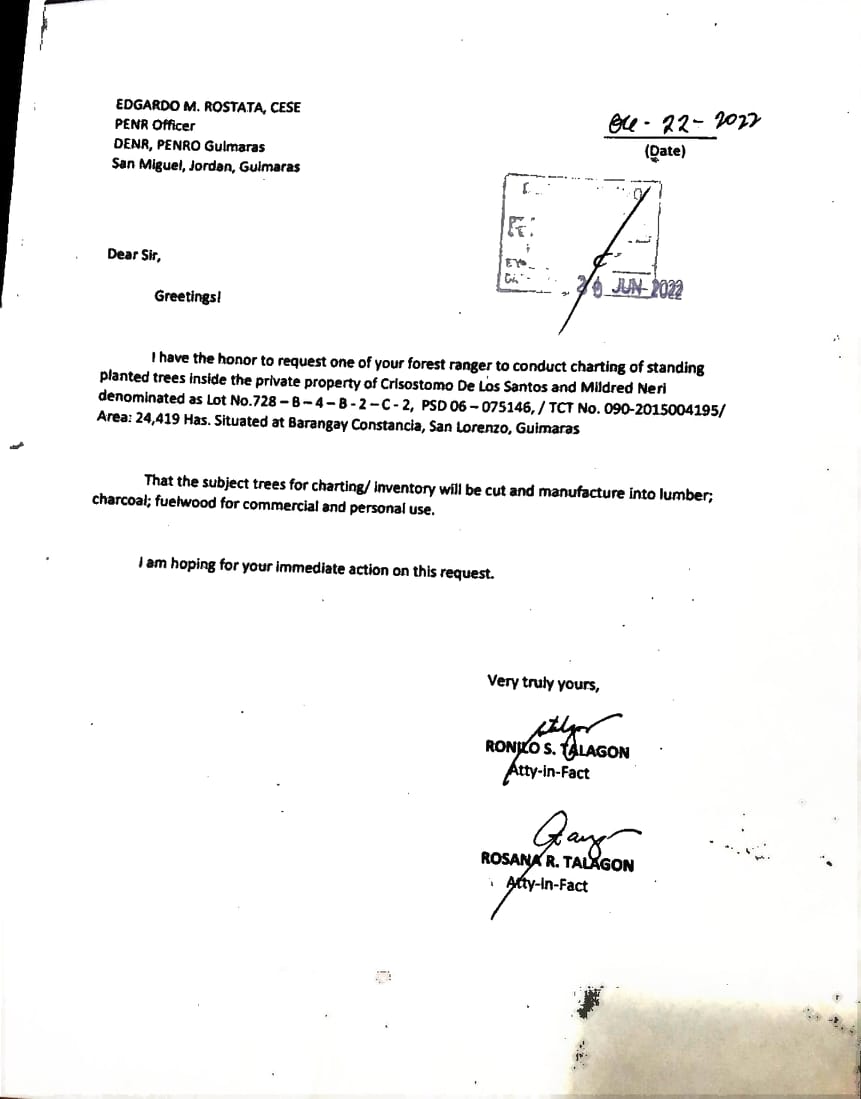 EDGARDO M. ROSTATA, CESE
PENR Officer
DENR, PENRO Guimaras
San Miguel, Jordan, Guimaras
06 - 22 - 2022
(Date)
JUN 2022
Dear Sir,
Greetings!
I have the honor to request one of your forest ranger to conduct charting of standing
planted trees inside the private property of Crisostomo De Los Santos and Mildred Neri
denominated as Lot No.728 – B – 4 – B - 2 – C - 2, PSD 06 – 075146, / TCT No. 090-2015004195/
Area: 24,419 Has. Situated at Barangay Constancia, San Lorenzo, Guimaras
That the subject trees for charting/ inventory will be cut and manufacture into lumber;
charcoal; fuelwood for commercial and personal use.
I am hoping for your immediate action on this request.
Very truly yours,
RONILO S. TALAGON
Atty-in-Fact
ROSANA R. TALAGON
Atty-in-Fact